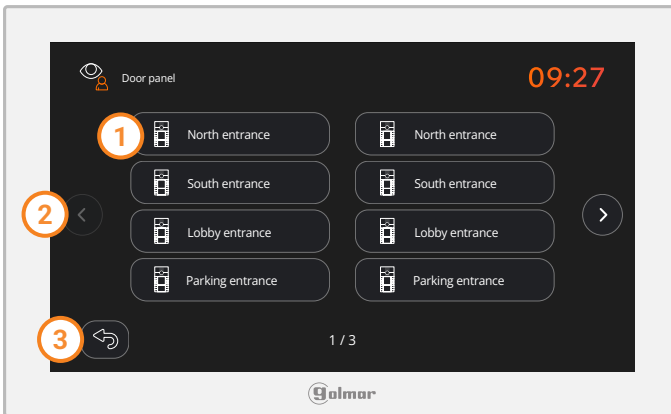 Door panel
09:27
1
North entrance
North entrance
South entrance
South entrance
2
Lobby entrance
Lobby entrance
Parking entrance
Parking entrance
3
1 / 3
golmar